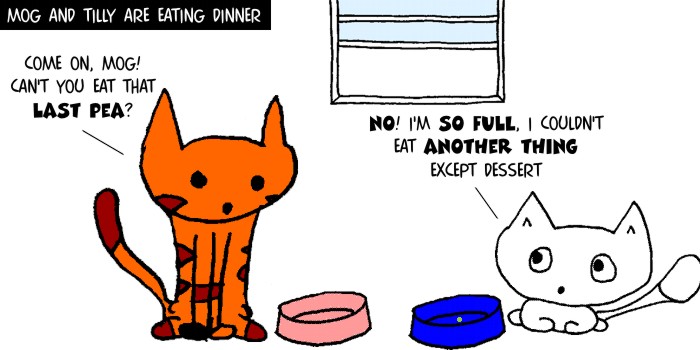 MOG AND TILLY ARE EATING DINNER
COME ON, MOG!
CAN'T YOU EAT THAT
LAST PEA?
NO! I'M SO FULL, I COULDN'T
EAT ANOTHER THING
EXCEPT DESSERT